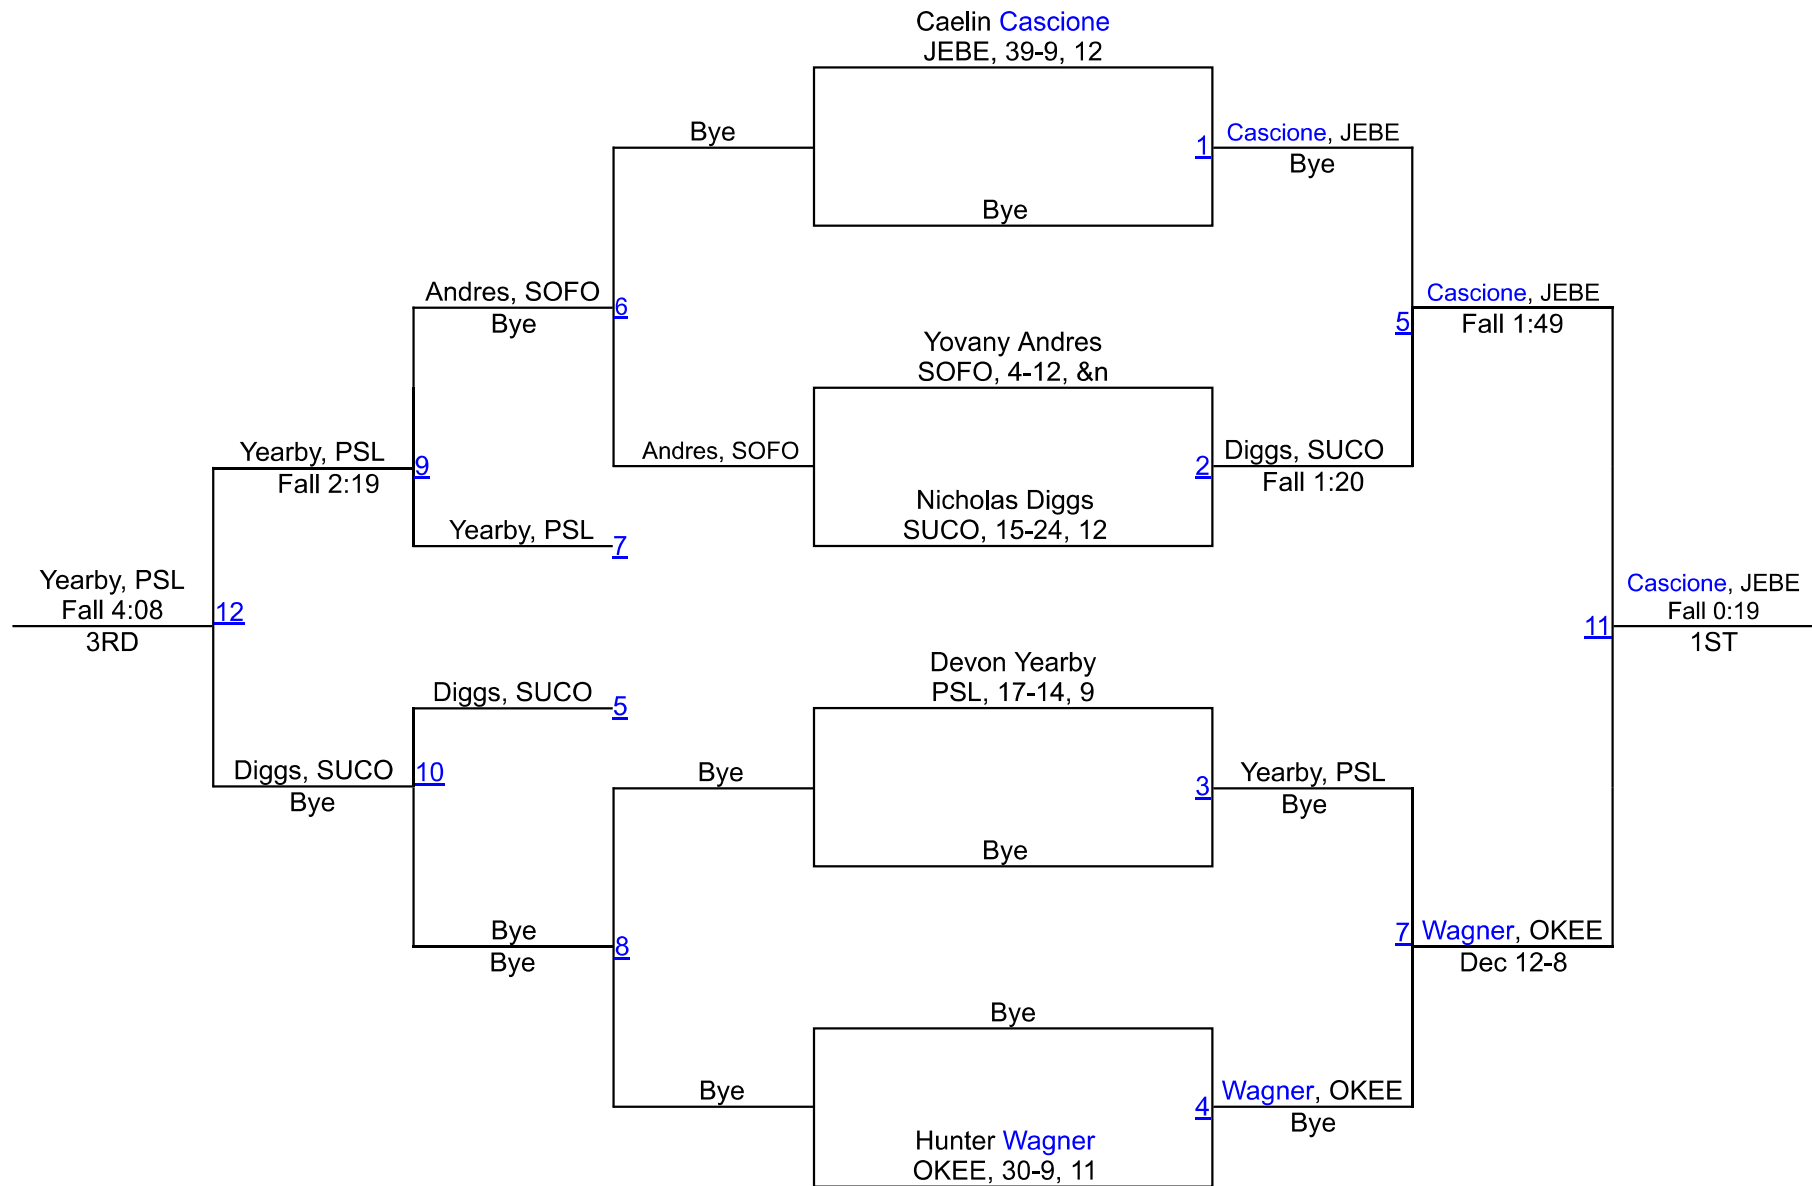 Caelin Cascione
JEBE, 39-9, 12
Bye
1
Cascione, JEBE
Bye
Bye
Andres, SOFO
Bye
6
Cascione, JEBE
Fall 1:49
5
Yovany Andres
SOFO, 4-12, &n
Yearby, PSL
Fall 2:19
9
Andres, SOFO
2
Diggs, SUCO
Fall 1:20
Nicholas Diggs
SUCO, 15-24, 12
Yearby, PSL
7
Yearby, PSL
Fall 4:08
3RD
12
Cascione, JEBE
Fall 0:19
1ST
11
Devon Yearby
PSL, 17-14, 9
Diggs, SUCO
5
Diggs, SUCO
Bye
10
Bye
3
Yearby, PSL
Bye
Bye
Bye
Bye
8
7
Wagner, OKEE
Dec 12-8
Bye
Bye
4
Wagner, OKEE
Bye
Hunter Wagner
OKEE, 30-9, 11